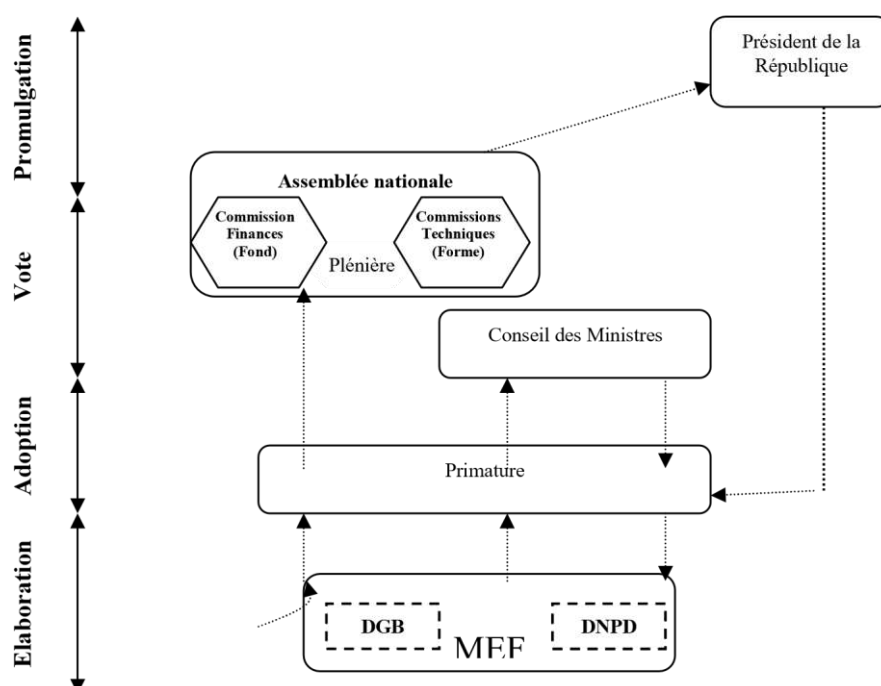 Promulgation
Président de la
République
Assemblée nationale
Commission
Finances
(Fond)
Commissions
Techniques
(Forme)
Plénière
Vote
Conseil des Ministres
Adoption
Primature
Elaboration
DGB
DNPD
MEF